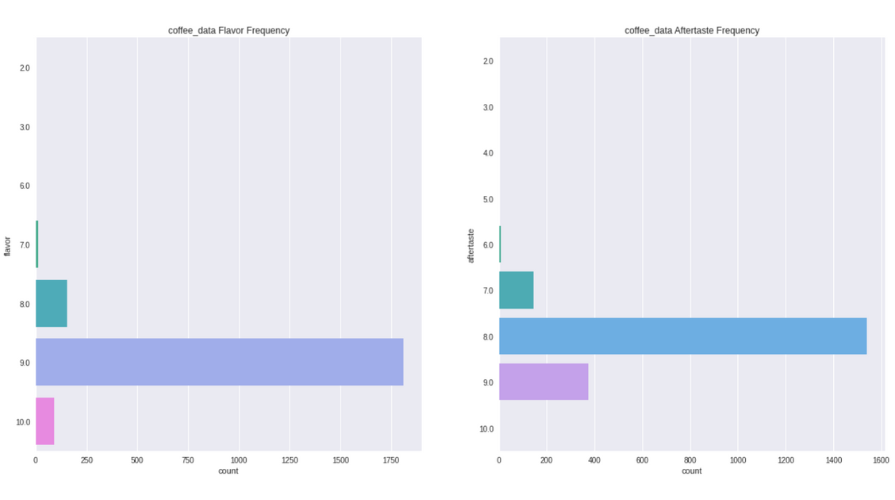 coffee_data Flavor Frequency
flavor
2.0
3.0
6.0
7.0
8.0
9.0
10.0
0 250 500 750 1000 1250 1500 1750
count
coffee_data Aftertaste Frequency
aftertaste
2.0
3.0
4.0
5.0
6.0
7.0
8.0
9.0
10.0
0 200 400 600 800 1000 1200 1400 1600
count